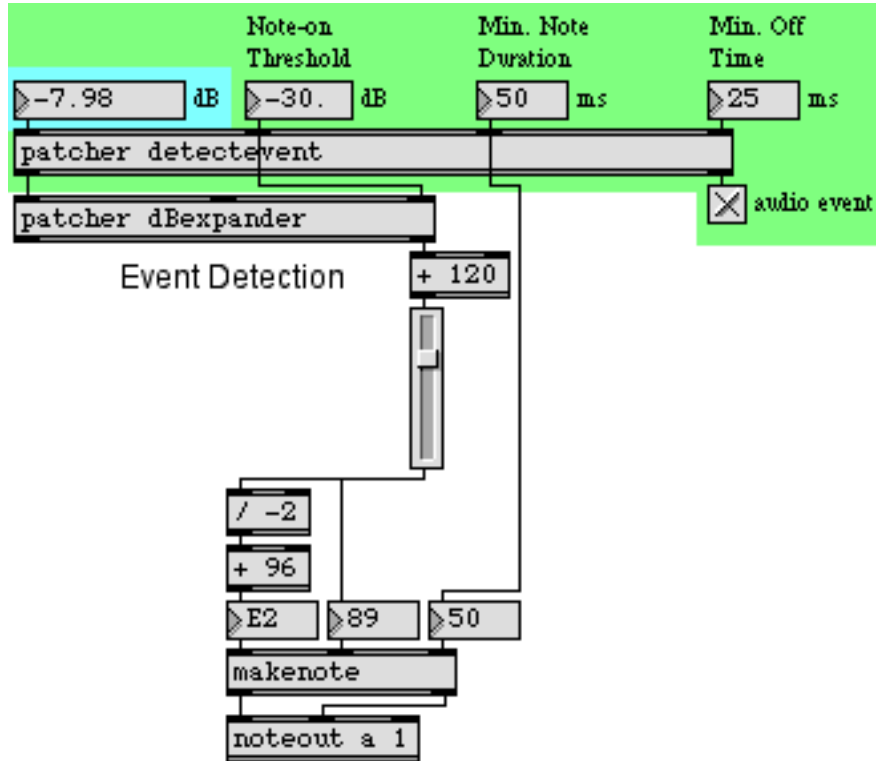 Note-on Min. Note Min. Off
Threshold Duration Time
-7.98 dB -30. dB 50 ms 25 ms
patcher detectevent
patcher dBexpander audio event
Event Detection + 120
/ -2
+ 96
E2 89 50
makenote
noteout a 1